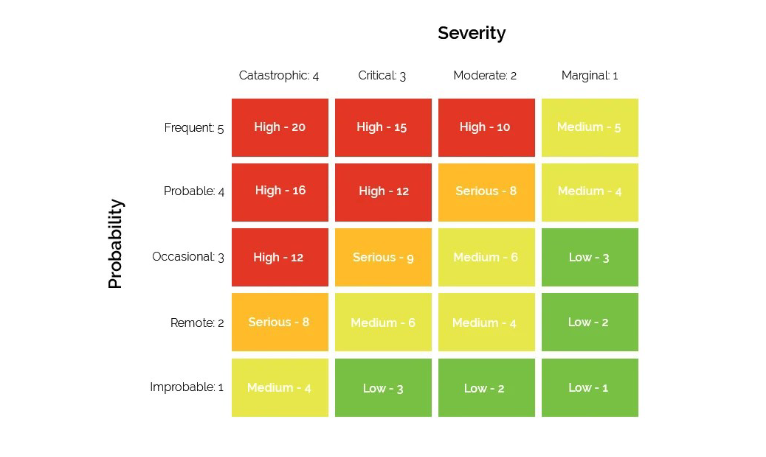 Severity
Catastrophic: 4 Critical: 3 Moderate: 2 Marginal: 1
Frequent: 5 High - 20 High - 15 High - 10 Medium - 5
Probable: 4 High - 16 High - 12 Serious - 8 Medium - 4
Probability
Occasional: 3 High - 12 Serious - 9 Medium - 6 Low - 3
Remote: 2 Serious - 8 Medium - 6 Medium - 4 Low - 2
Improbable: 1 Medium - 4 Low - 3 Low - 2 Low - 1